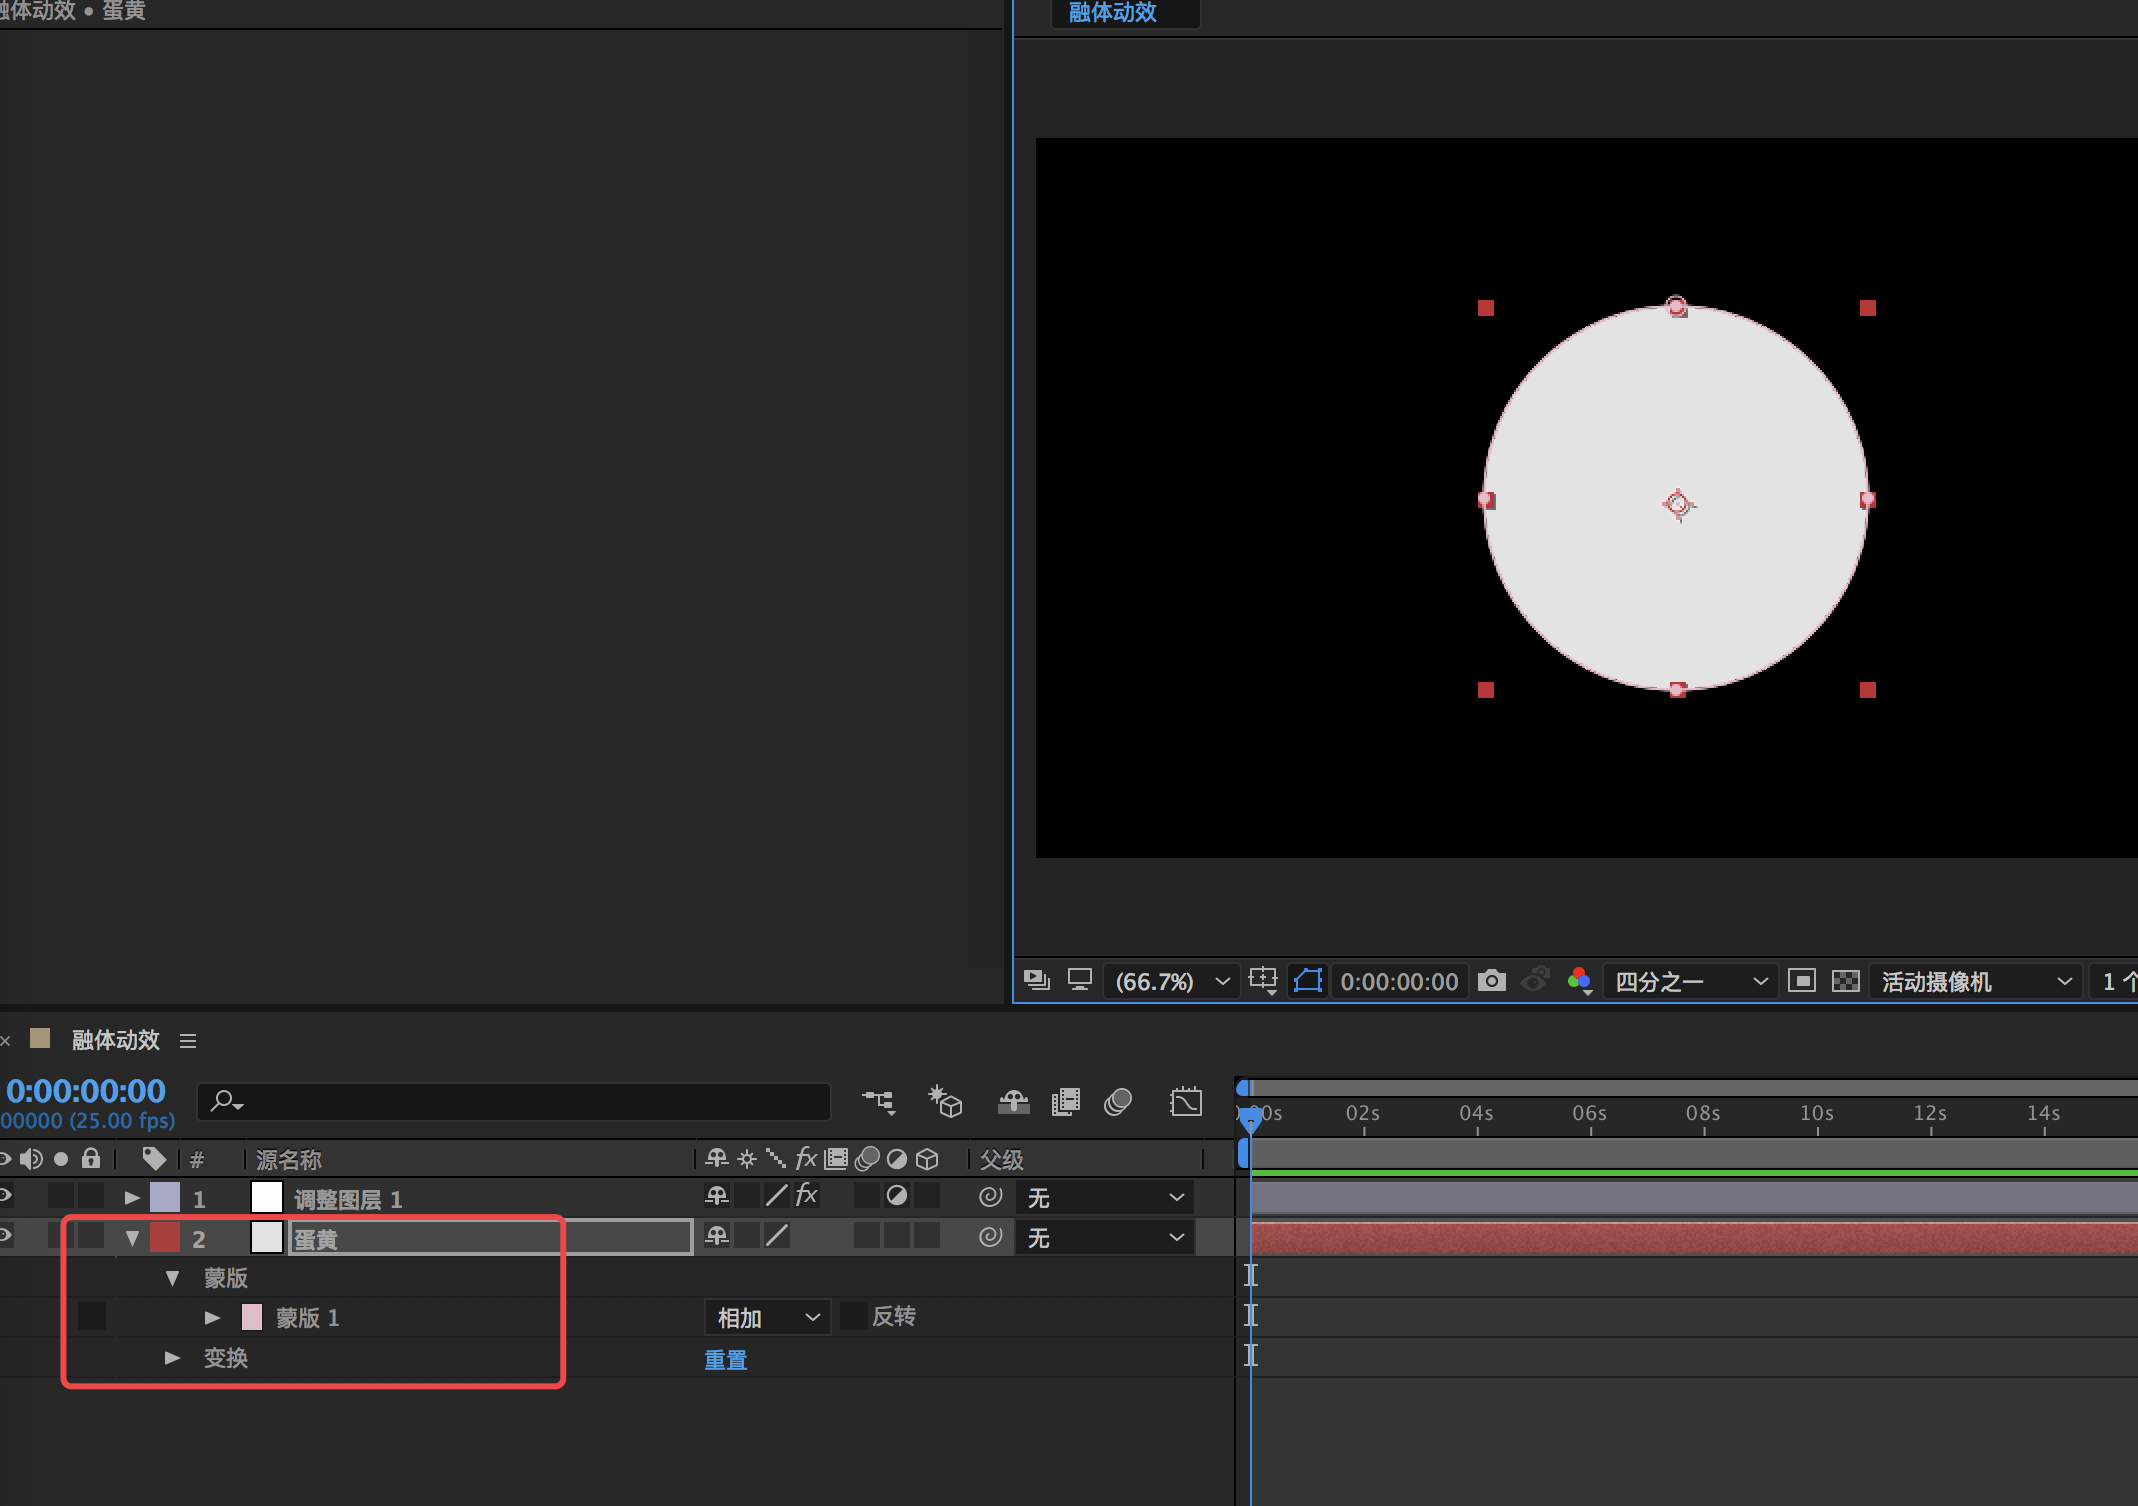 融体动效 • 蛋黄
融体动效
(66.7%)
0:00:00:00
四分之一
活动摄像机
1 个
融体动效
0:00:00:00
00000 (25.00 fps)
00s 02s 04s 06s 08s 10s 12s 14s
# 源名称 fx 父级
1 调整图层 1 fx 无
2 蛋黄 无
蒙版
蒙版 1 相加 反转
变换 重置